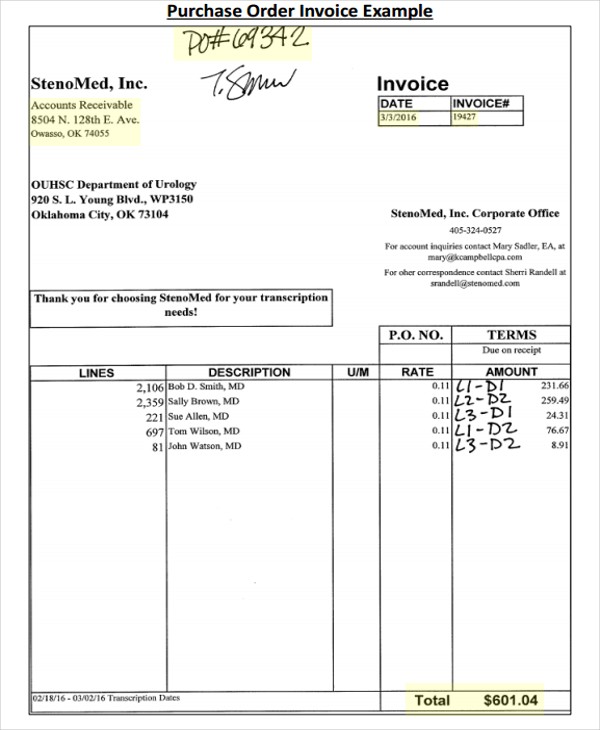 Purchase Order Invoice Example
PO#69342
StenoMed, Inc.
Accounts Receivable
8504 N. 128th E. Ave.
Owasso, OK 74055
Invoice
DATE INVOICE#
3/3/2016 19427
OUHSC Department of Urology
920 S. L. Young Blvd., WP3150
Oklahoma City, OK 73104
StenoMed, Inc. Corporate Office
405-324-0527
For account inquiries contact Mary Sadler, EA, at
mary@kcampbellcpa.com
For oher correspondence contact Sherri Randell at
srandell@stenomed.com
Thank you for choosing StenoMed for your transcription
needs!
P.O. NO. TERMS
Due on receipt
LINES DESCRIPTION U/M RATE AMOUNT
2,106 Bob D. Smith, MD 0.11 L1-D1 231.66
2,359 Sally Brown, MD 0.11 L2-D2 259.49
221 Sue Allen, MD 0.11 L3-D1 24.31
697 Tom Wilson, MD 0.11 L1-D2 76.67
81 John Watson, MD 0.11 L3-D2 8.91
02/18/16 - 03/02/16 Transcription Dates
Total $601.04